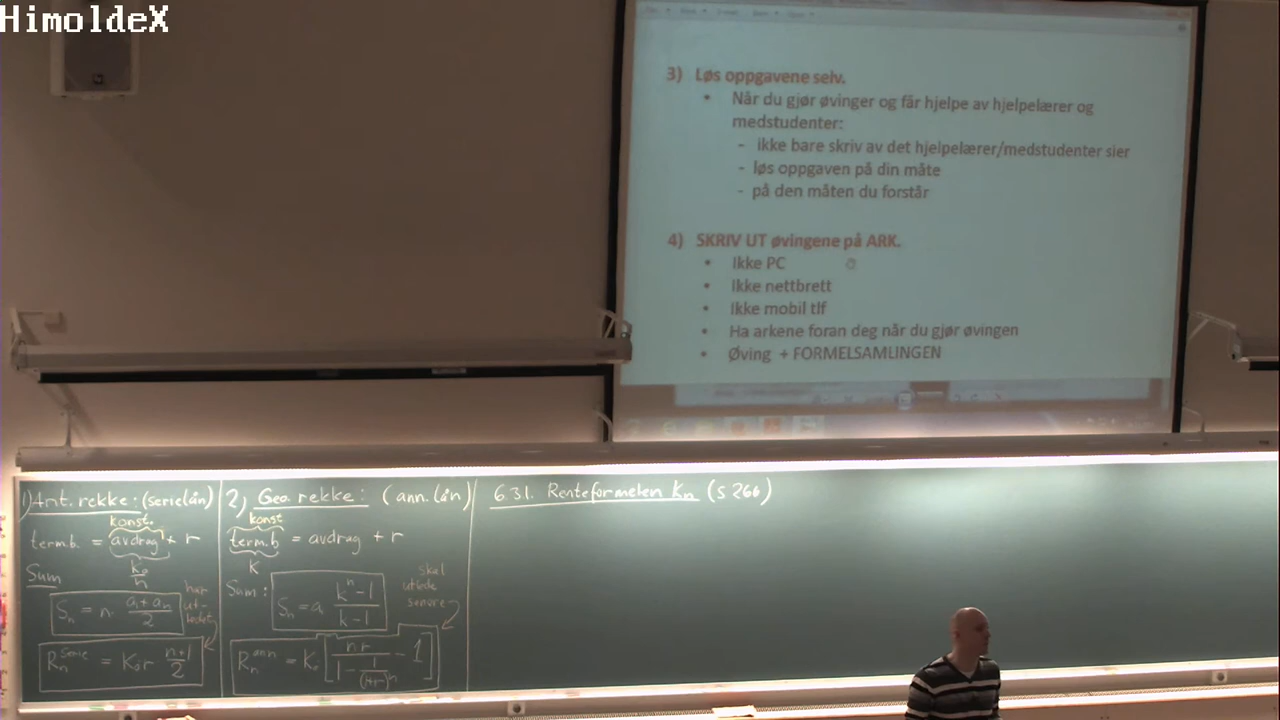 HimoldeX
3) Løs oppgavene selv.
• Når du gjør øvinger og får hjelpe av hjelpelærer og
medstudenter:
- ikke bare skriv av det hjelpelærer/medstudenter sier
- løs oppgaven på din måte
- på den måten du forstår
4) SKRIV UT øvingene på ARK.
• Ikke PC
• Ikke nettbrett
• Ikke mobil tlf
• Ha arkene foran deg når du gjør øvingen
• Øving + FORMELSAMLINGEN
1) Arit. rekke: (serielån)
konst.
term.b. = avdrag + r
K₀/n
Sum
Sₙ = n · (a₁ + aₙ)/2
har
ut-
ledet
Rₙ^serie = K₀r (n+1)/2
2) Geo. rekke: (ann. lån)
konst
term.b = avdrag + r
K
Sum: Sₙ = a₁ (kⁿ-1)/(k-1)
skal
utlede
senere
Rₙ^ann = K₀ [ nr/(1 - 1/(1+r)ⁿ) - 1 ]
6.3.1. Renteformelen Kₙ (s 266)